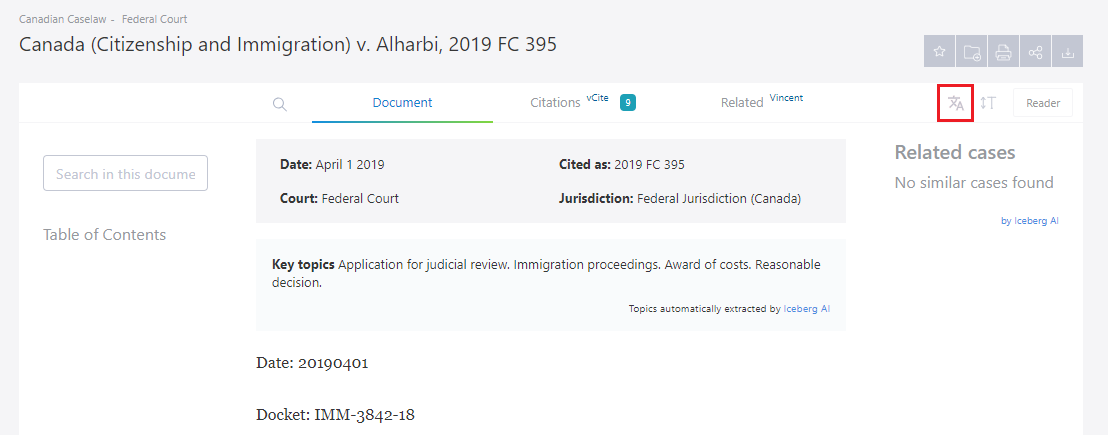 Canadian Caselaw - Federal Court
Canada (Citizenship and Immigration) v. Alharbi, 2019 FC 395
Document
Citations vCite 9
Related Vincent
Reader
Search in this docume
Table of Contents
Date: April 1 2019
Cited as: 2019 FC 395
Court: Federal Court
Jurisdiction: Federal Jurisdiction (Canada)
Key topics Application for judicial review. Immigration proceedings. Award of costs. Reasonable
decision.
Topics automatically extracted by Iceberg AI
Date: 20190401
Docket: IMM-3842-18
Related cases
No similar cases found
by Iceberg AI